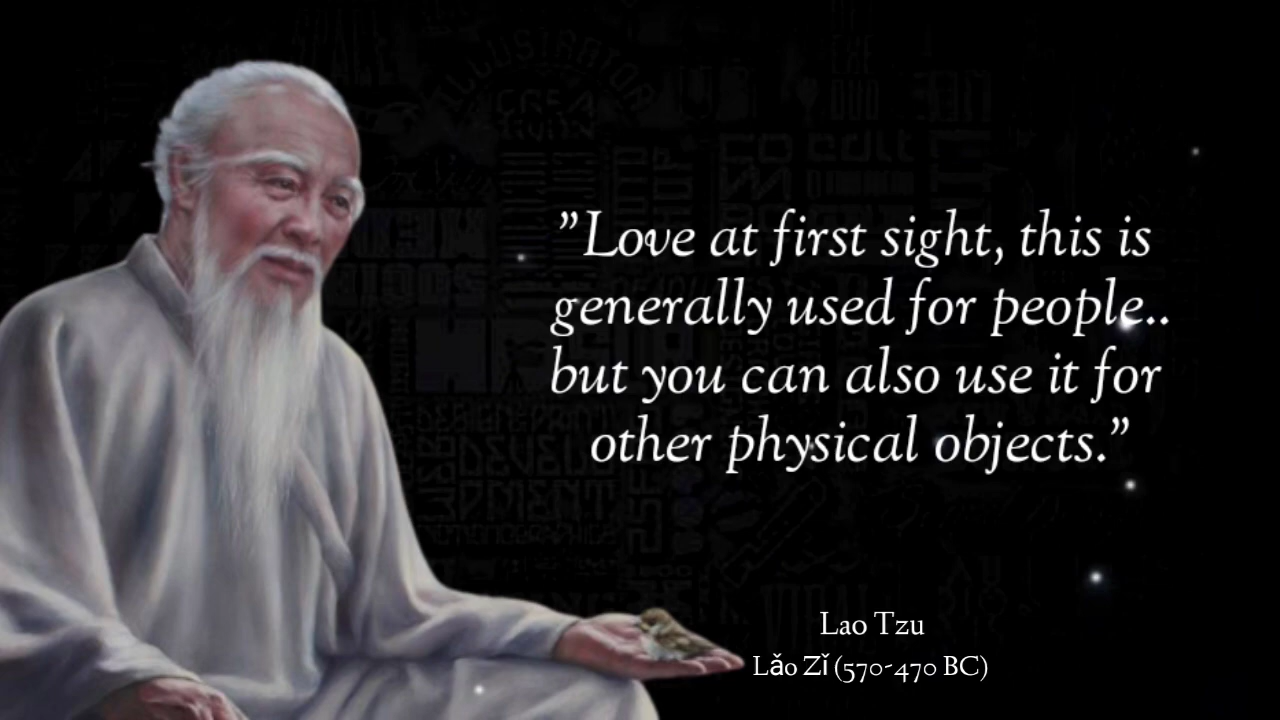 ”Love at first sight, this is
generally used for people..
but you can also use it for
other physical objects.”
Lao Tzu
Lǎo Zǐ (570-470 BC)